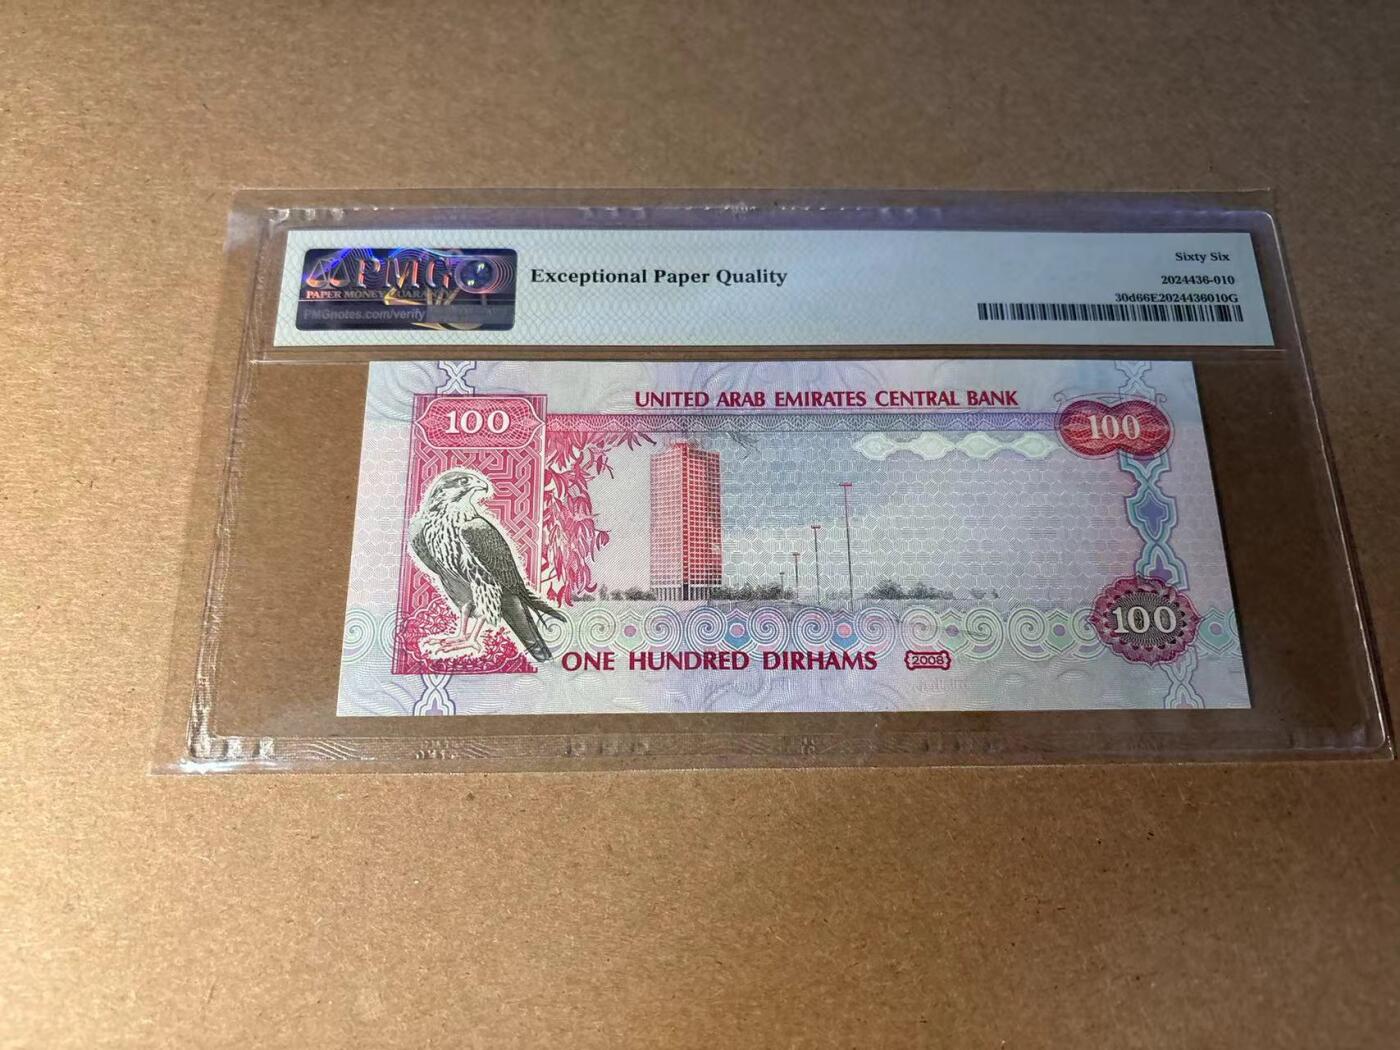 PMG
PAPER MONEY GUARANTY
PMGnotes.com/verify
Exceptional Paper Quality
Sixty Six
2024436-010
30d66E2024436010G
UNITED ARAB EMIRATES CENTRAL BANK
100
100
100
ONE HUNDRED DIRHAMS
2008